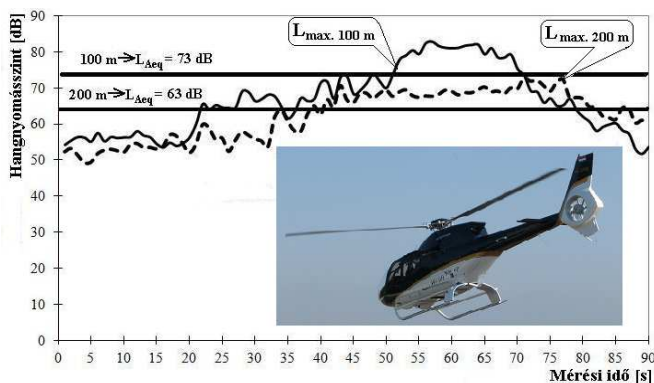 Hangnyomásszint [dB]
90
80
70
60
50
40
30
20
10
0
L max. 100 m
L max. 200 m
100 m→LAeq = 73 dB
200 m→LAeq = 63 dB
0 5 10 15 20 25 30 35 40 45 50 55 60 65 70 75 80 85 90
Mérési idő [s]